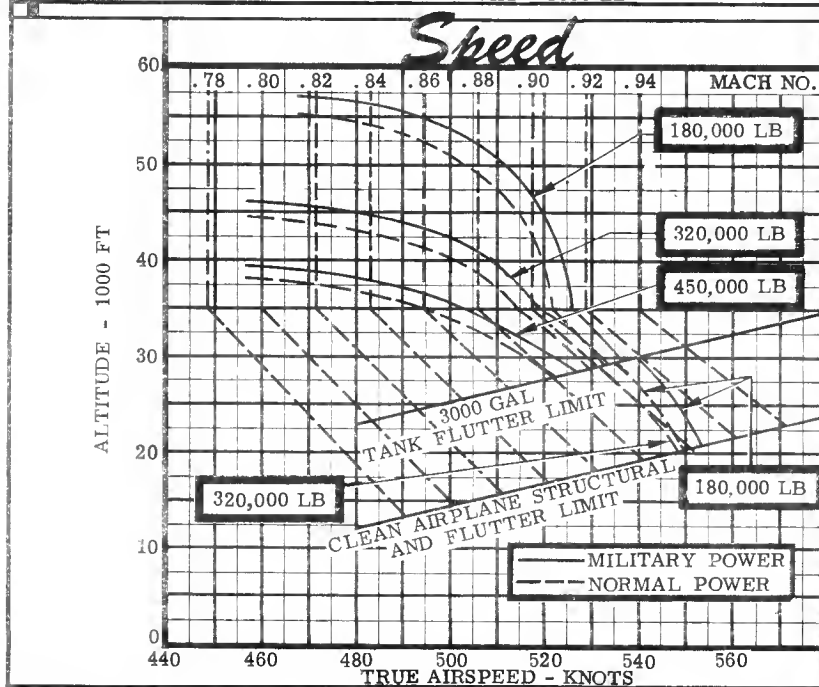 Speed
60
.78 .80 .82 .84 .86 .88 .90 .92 .94 MACH NO.
180,000 LB
50
320,000 LB
40
450,000 LB
ALTITUDE - 1000 FT
30
3000 GAL
TANK FLUTTER LIMIT
20
320,000 LB
180,000 LB
CLEAN AIRPLANE STRUCTURAL
AND FLUTTER LIMIT
10
MILITARY POWER
NORMAL POWER
0
440 460 480 500 520 540 560
TRUE AIRSPEED - KNOTS